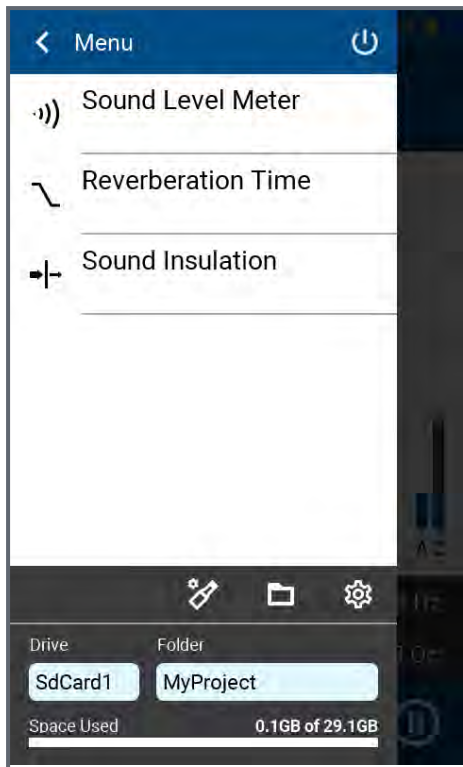 Menu
Sound Level Meter
Reverberation Time
Sound Insulation
Drive Folder
SdCard1 MyProject
Space Used 0.1GB of 29.1GB